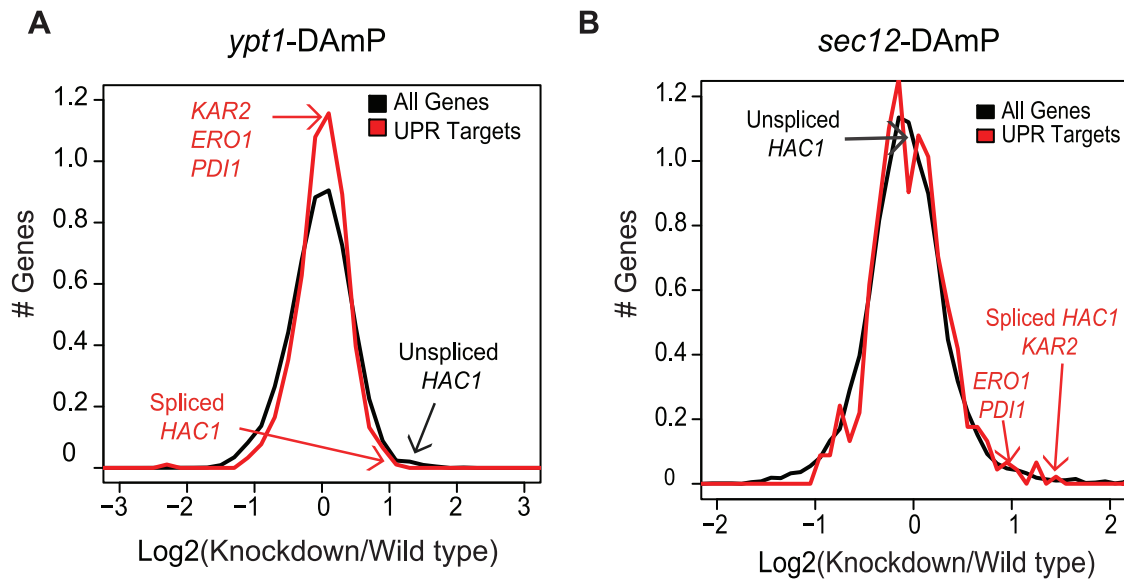 A
ypt1-DAmP
# Genes
1.2
1.0
0.8
0.6
0.4
0.2
0
KAR2
ERO1
PDI1
All Genes
UPR Targets
Spliced
HAC1
Unspliced
HAC1
−3 −2 −1 0 1 2 3
Log2(Knockdown/Wild type)
B
sec12-DAmP
# Genes
1.2
1.0
0.8
0.6
0.4
0.2
0.0
Unspliced
HAC1
All Genes
UPR Targets
Spliced HAC1
KAR2
ERO1
PDI1
−2 −1 0 1 2
Log2(Knockdown/Wild type)